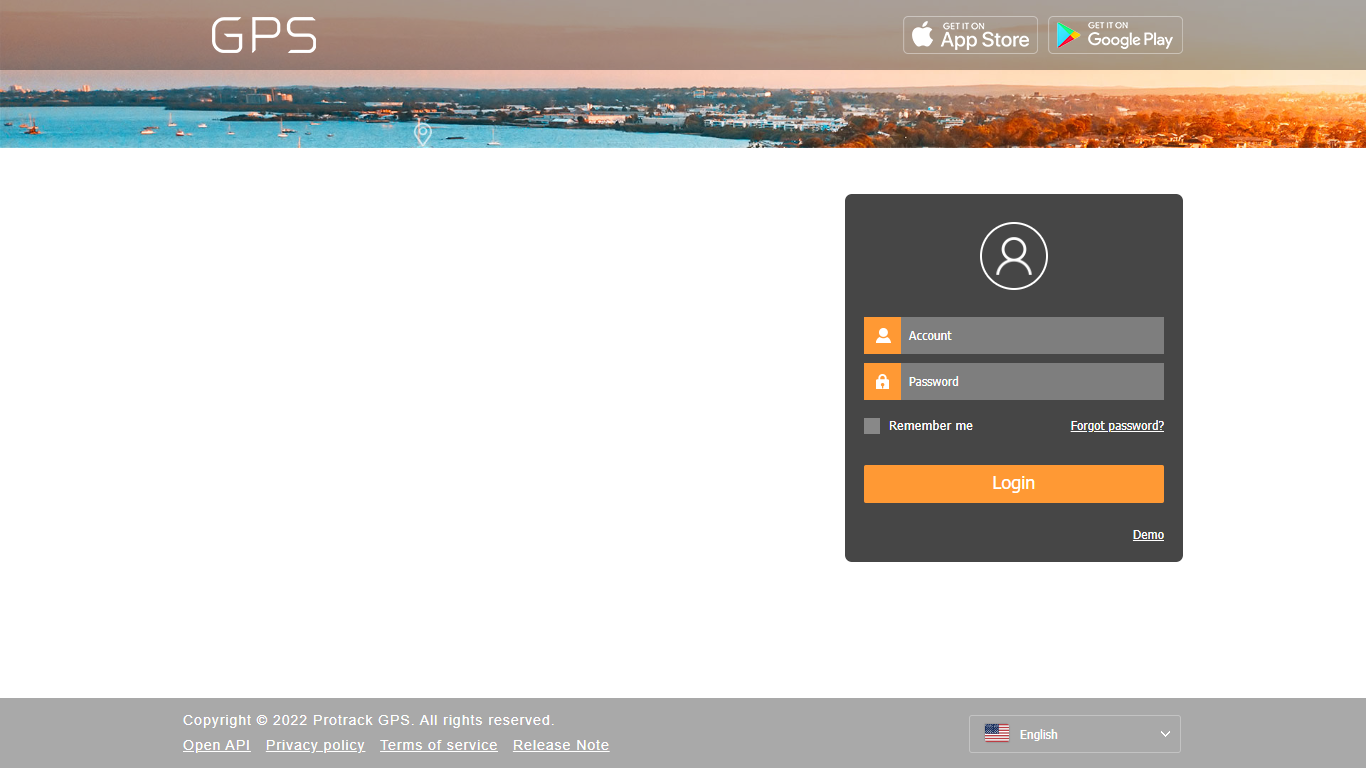 GPS
GET IT ON
App Store
GET IT ON
Google Play
Account
Password
Remember me
Forgot password?
Login
Demo
Copyright © 2022 Protrack GPS. All rights reserved.
Open API Privacy policy Terms of service Release Note
English